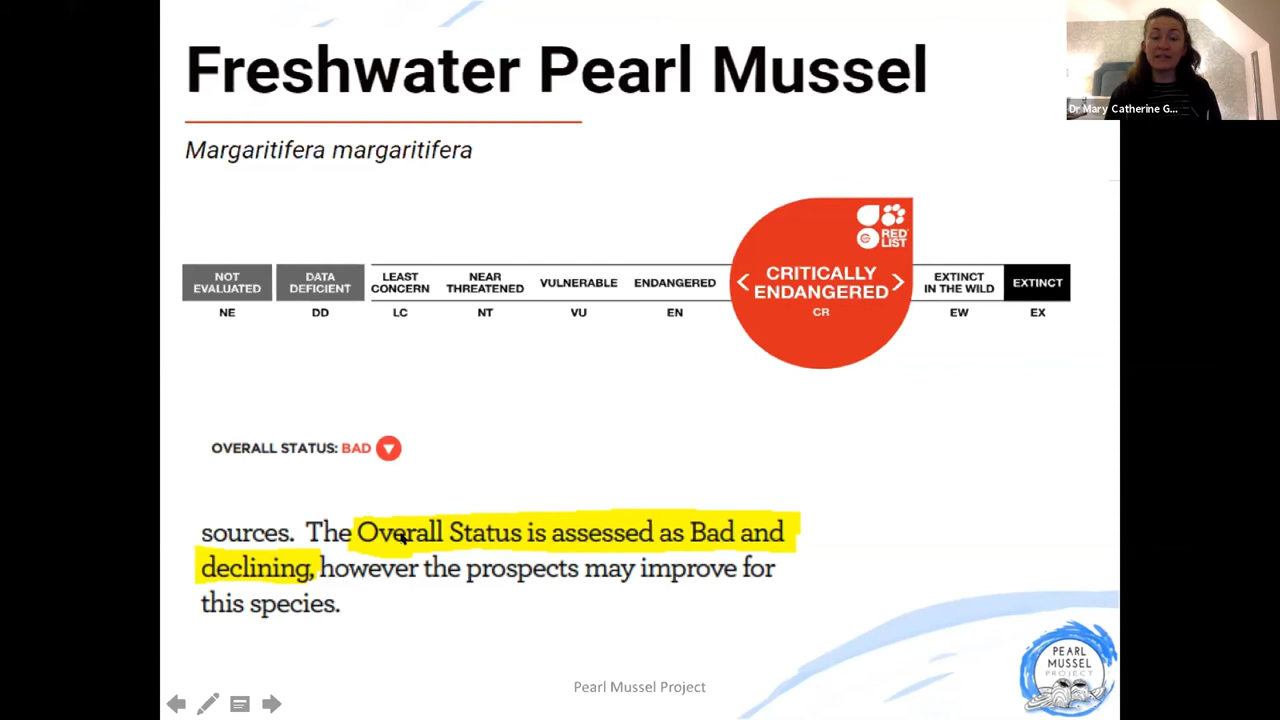 Freshwater Pearl Mussel
Dr Mary Catherine G...
Margaritifera margaritifera
RED
LIST
NOT
EVALUATED
DATA
DEFICIENT
LEAST
CONCERN
NEAR
THREATENED
VULNERABLE
ENDANGERED
< CRITICALLY
ENDANGERED >
EXTINCT
IN THE WILD
EXTINCT
NE
DD
LC
NT
VU
EN
CR
EW
EX
OVERALL STATUS: BAD
sources. The Overall Status is assessed as Bad and
declining, however the prospects may improve for
this species.
PEARL
MUSSEL
PROJECT
Pearl Mussel Project